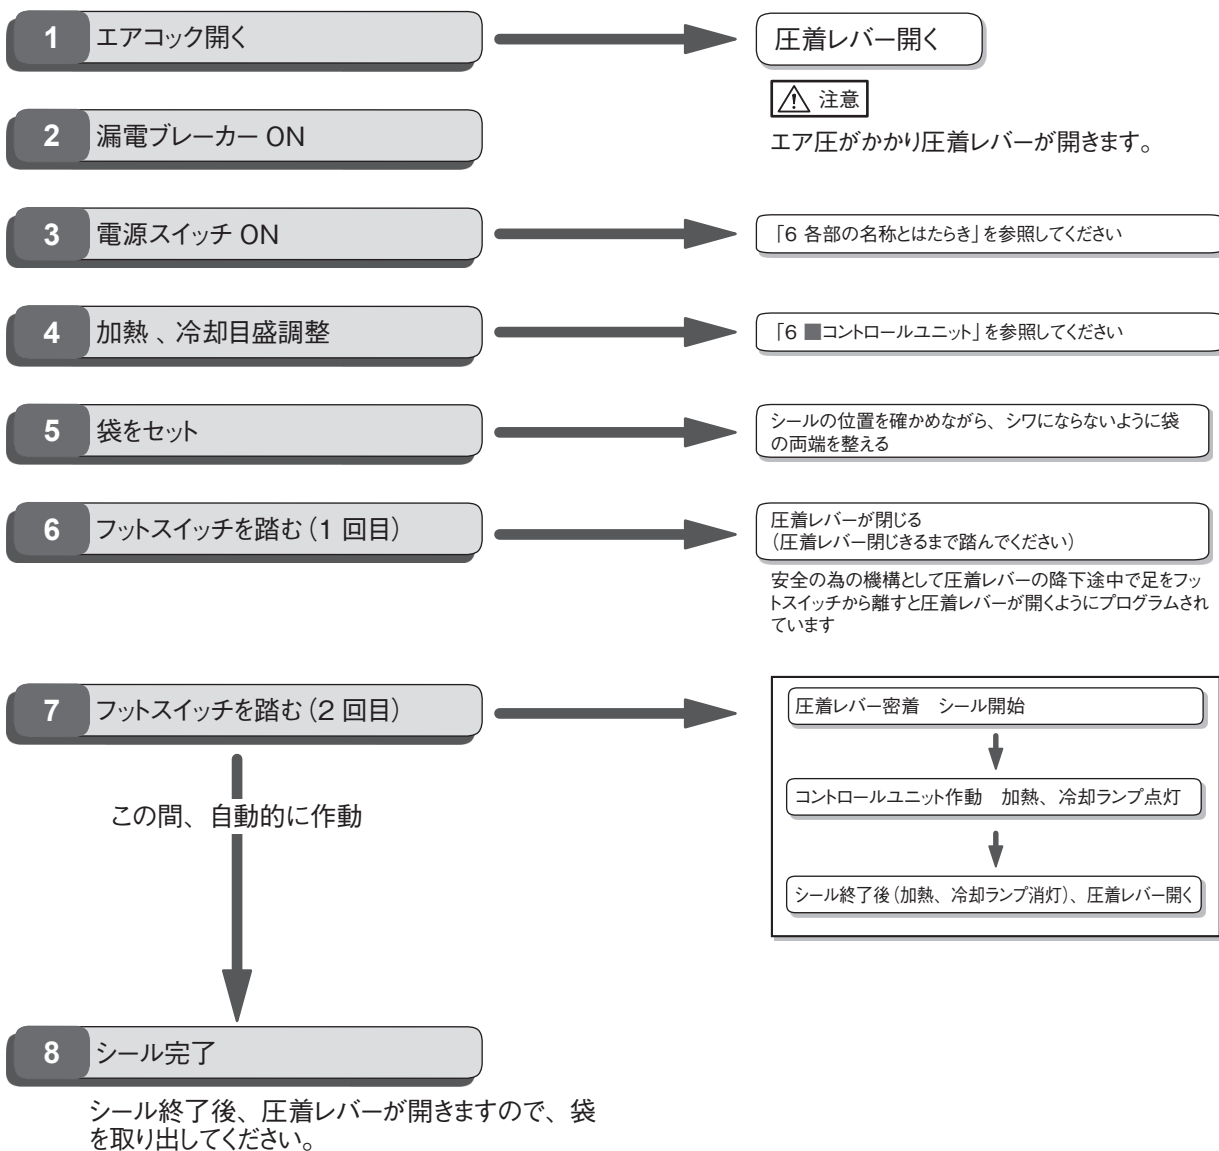 1 エアコック開く
圧着レバー開く
注意
エア圧がかかり圧着レバーが開きます。
2 漏電ブレーカー ON
3 電源スイッチ ON
「6 各部の名称とはたらき」を参照してください
4 加熱 、冷却目盛調整
「6 ■コントロールユニット」を参照してください
5 袋をセット
シールの位置を確かめながら、シワにならないように袋
の両端を整える
6 フットスイッチを踏む（1 回目）
圧着レバーが閉じる
（圧着レバー閉じきるまで踏んでください）
安全の為の機構として圧着レバーの降下途中で足をフッ
トスイッチから離すと圧着レバーが開くようにプログラムされ
ています
7 フットスイッチを踏む（2 回目）
圧着レバー密着　シール開始
コントロールユニット作動　加熱、冷却ランプ点灯
シール終了後（加熱、冷却ランプ消灯）、圧着レバー開く
この間、自動的に作動
8 シール完了
シール終了後、圧着レバーが開きますので、袋
を取り出してください。